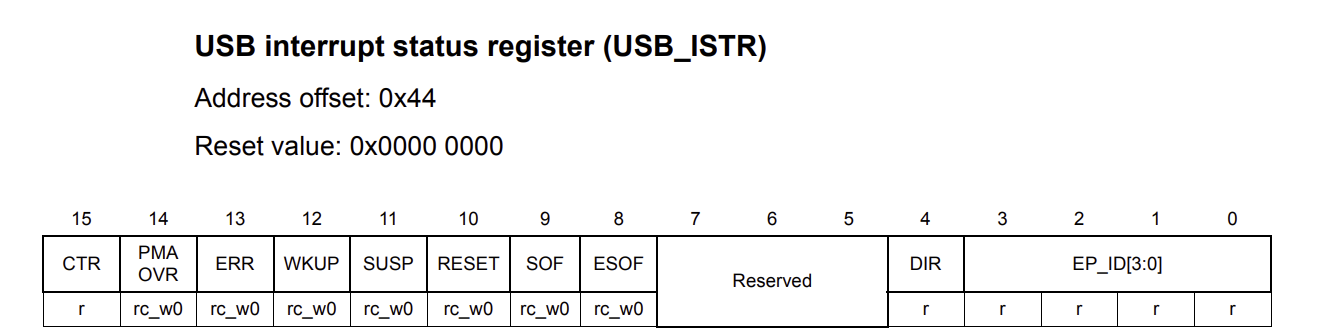 USB interrupt status register (USB_ISTR)
Address offset: 0x44
Reset value: 0x0000 0000
15 14 13 12 11 10 9 8 7 6 5 4 3 2 1 0
CTR PMA OVR ERR WKUP SUSP RESET SOF ESOF Reserved DIR EP_ID[3:0]
r rc_w0 rc_w0 rc_w0 rc_w0 rc_w0 rc_w0 rc_w0 r r r r r